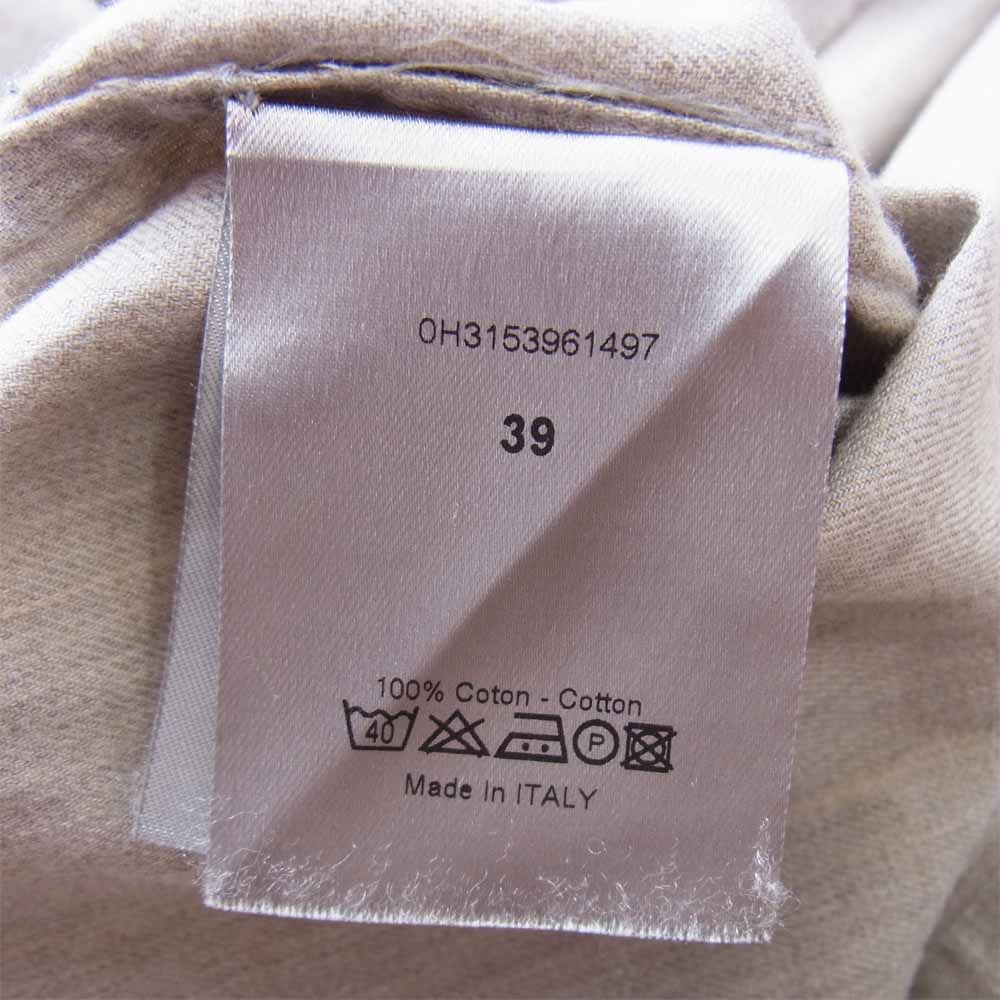 0H3153961497
39
100% Coton - Cotton
40 P
Made In ITALY